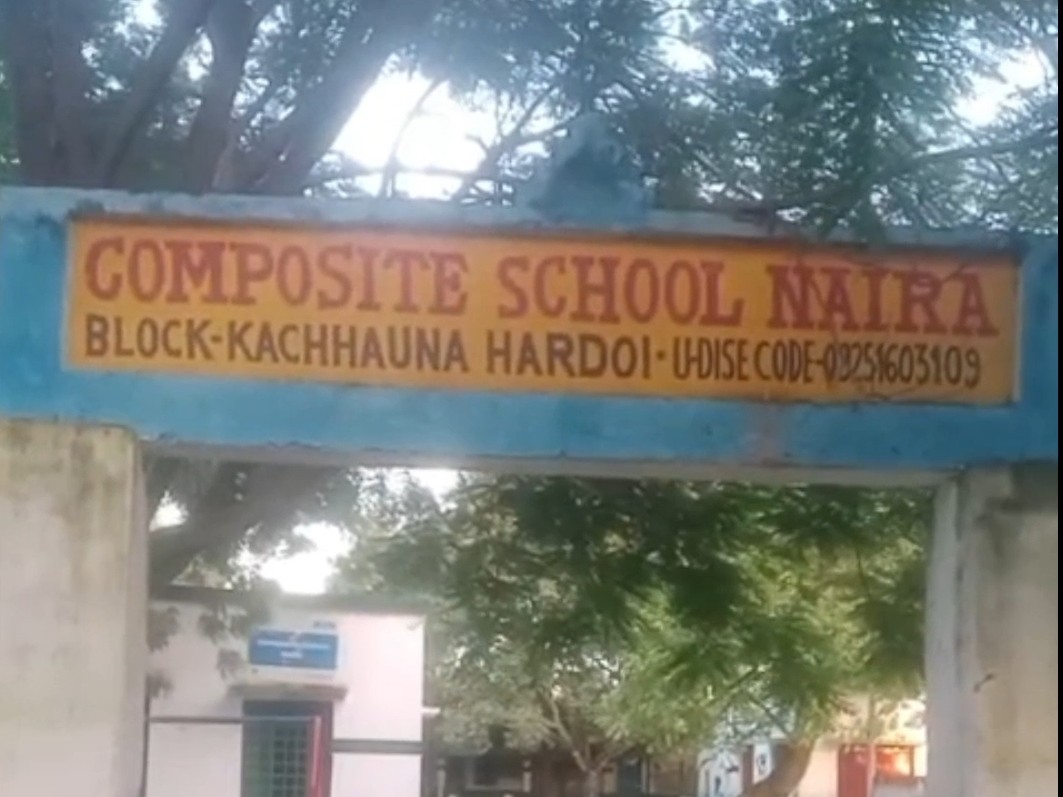 COMPOSITE SCHOOL NAIRA
BLOCK-KACHHAUNA HARDOI-U-DISE CODE-09251603109